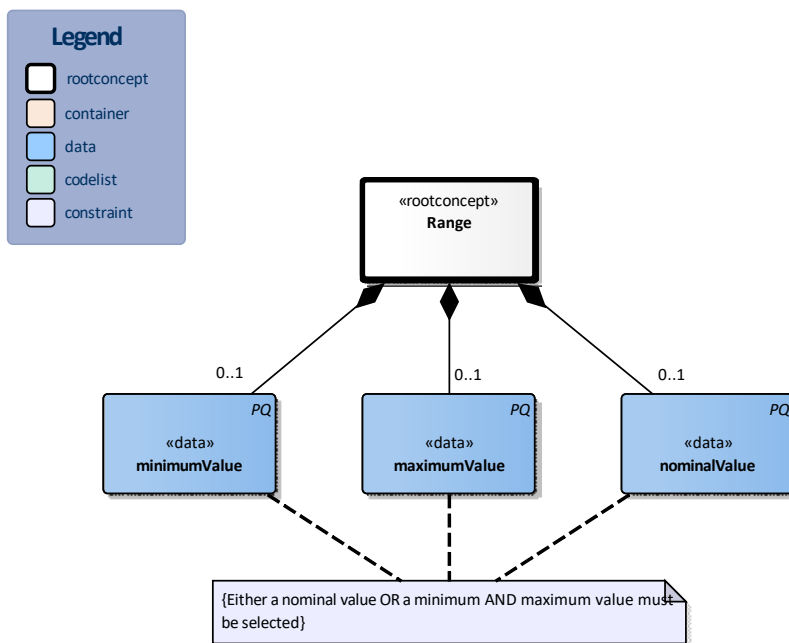 Legend
rootconcept
container
data
codelist
constraint
«rootconcept»
Range
0..1
0..1
0..1
PQ
«data»
minimumValue
PQ
«data»
maximumValue
PQ
«data»
nominalValue
{Either a nominal value OR a minimum AND maximum value must
be selected}